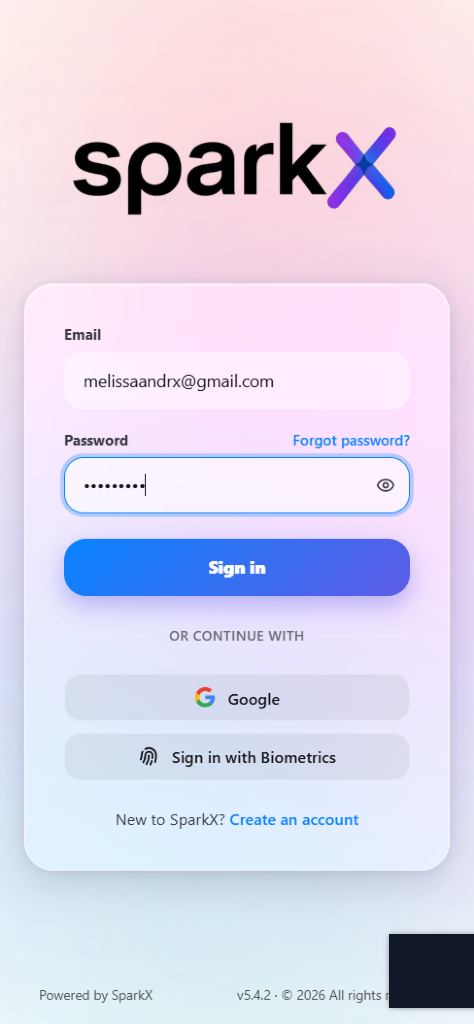 sparkX
Email
melissaandrx@gmail.com
Password Forgot password?
•••••••••
Sign in
OR CONTINUE WITH
Google
Sign in with Biometrics
New to SparkX? Create an account
Powered by SparkX v5.4.2 · © 2026 All rights